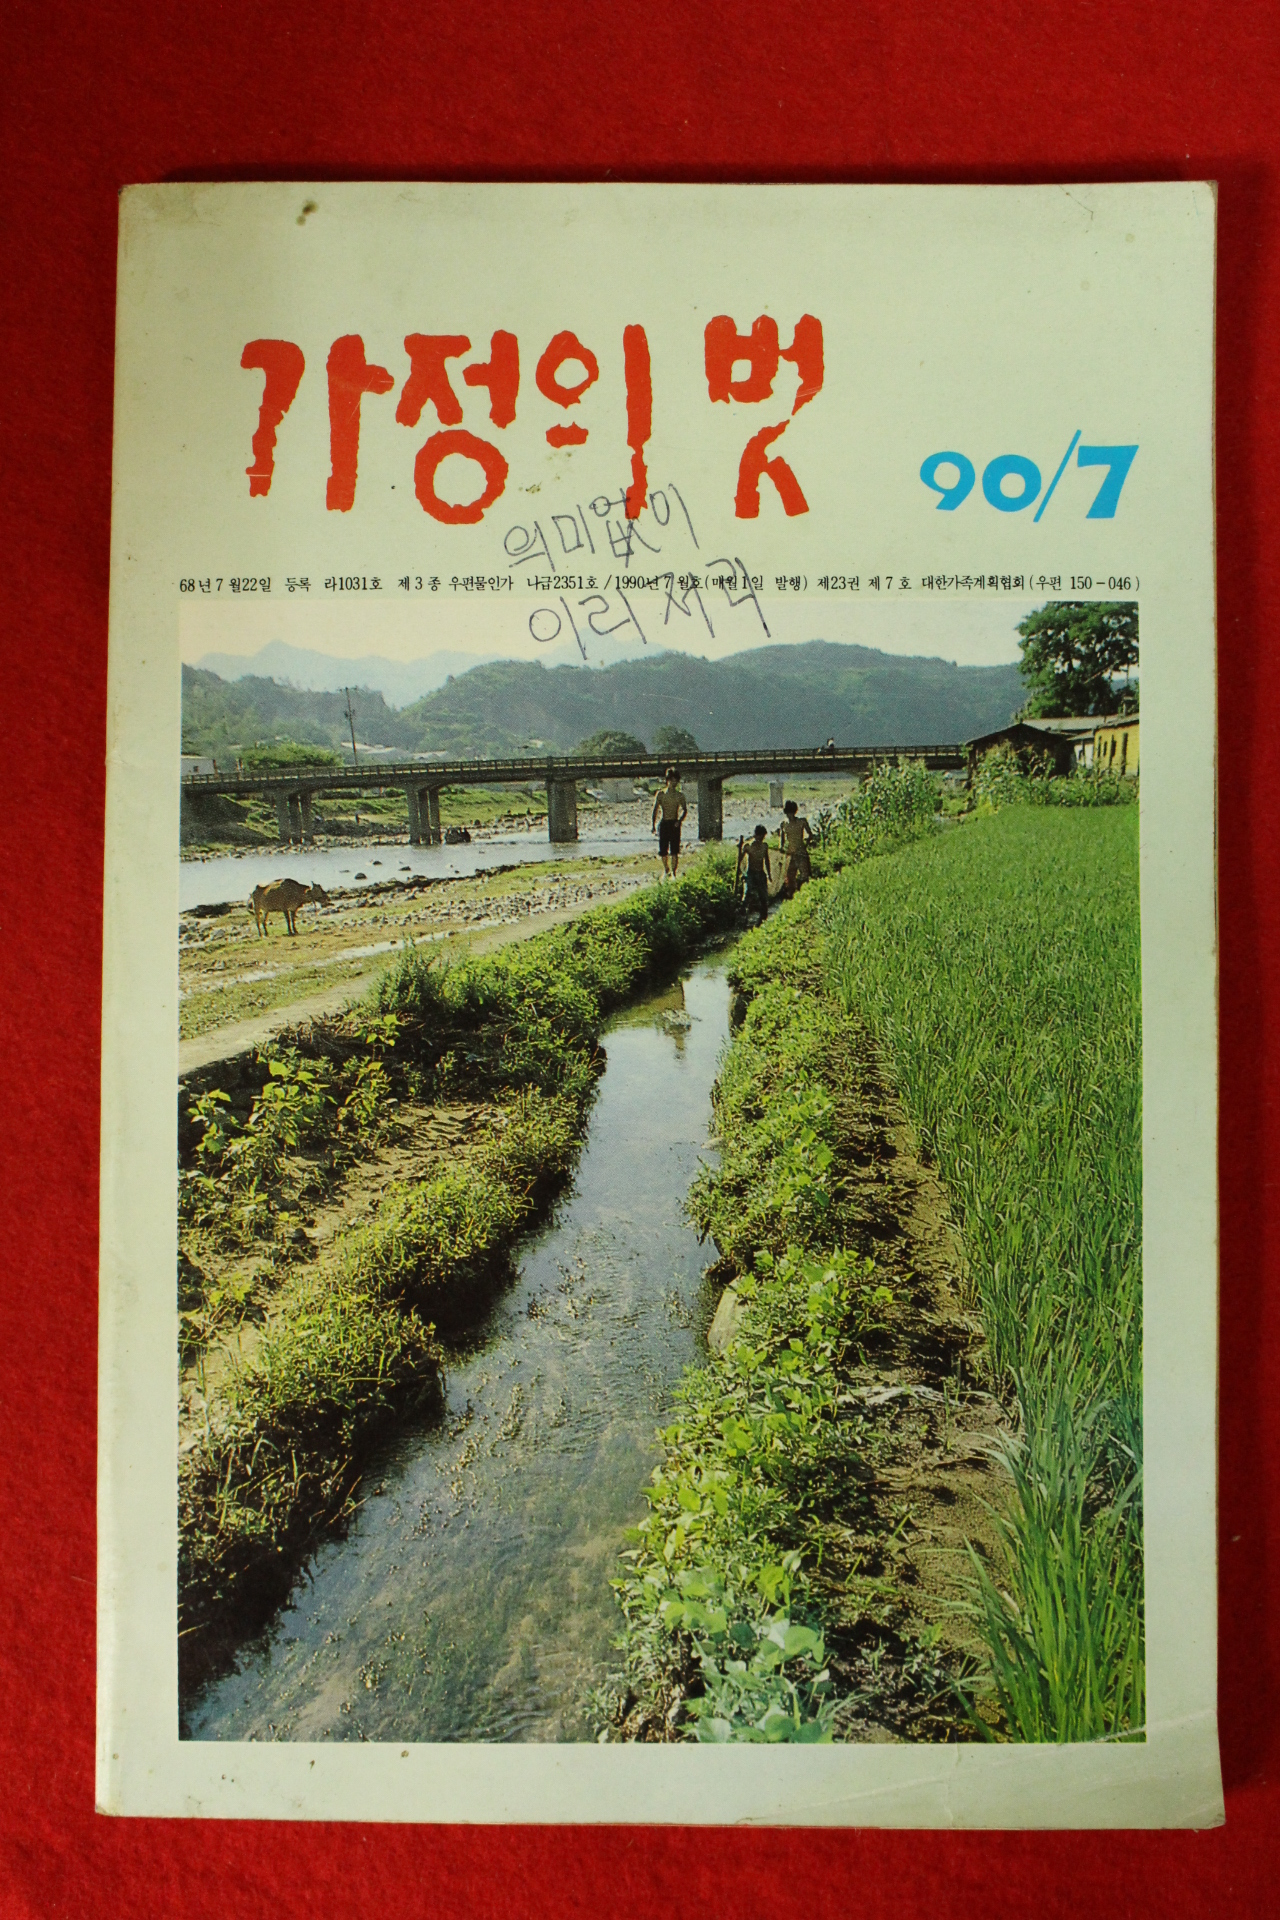 가정의 벗
90/7
의미없이
68년 7월22일 등록 라1031호 제3종 우편물인가 나급2351호/1990년 7월호(매월1일 발행) 제23권 제7호 대한가족계획협회(우편 150-046)
이리 저리